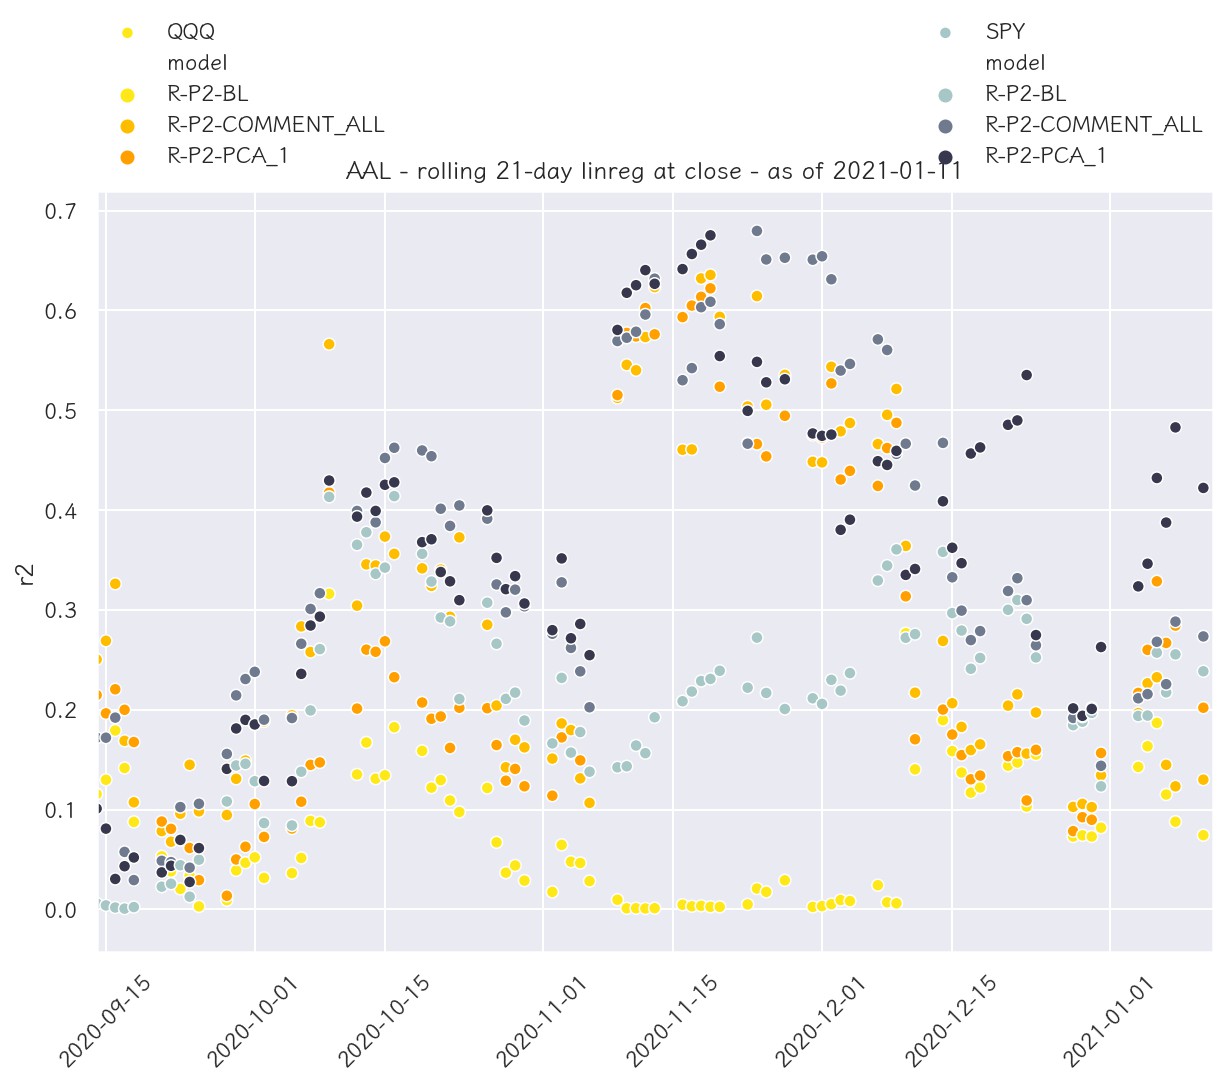 QQQ
model
R-P2-BL
R-P2-COMMENT_ALL
R-P2-PCA_1
SPY
model
R-P2-BL
R-P2-COMMENT_ALL
R-P2-PCA_1
AAL - rolling 21-day linreg at close - as of 2021-01-11
0.7
0.6
0.5
0.4
0.3
0.2
0.1
0.0
r2
2020-09-15
2020-10-01
2020-10-15
2020-11-01
2020-11-15
2020-12-01
2020-12-15
2021-01-01